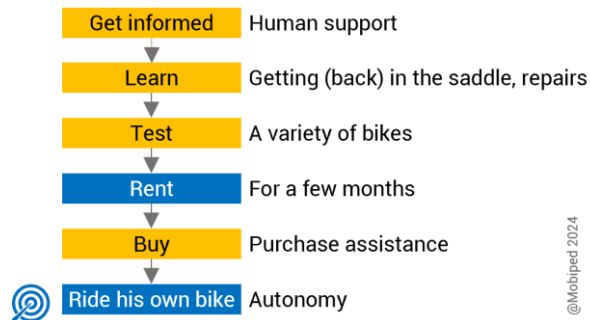 Get informed Human support
Learn Getting (back) in the saddle, repairs
Test A variety of bikes
Rent For a few months
Buy Purchase assistance
Ride his own bike Autonomy
@Mobiped 2024